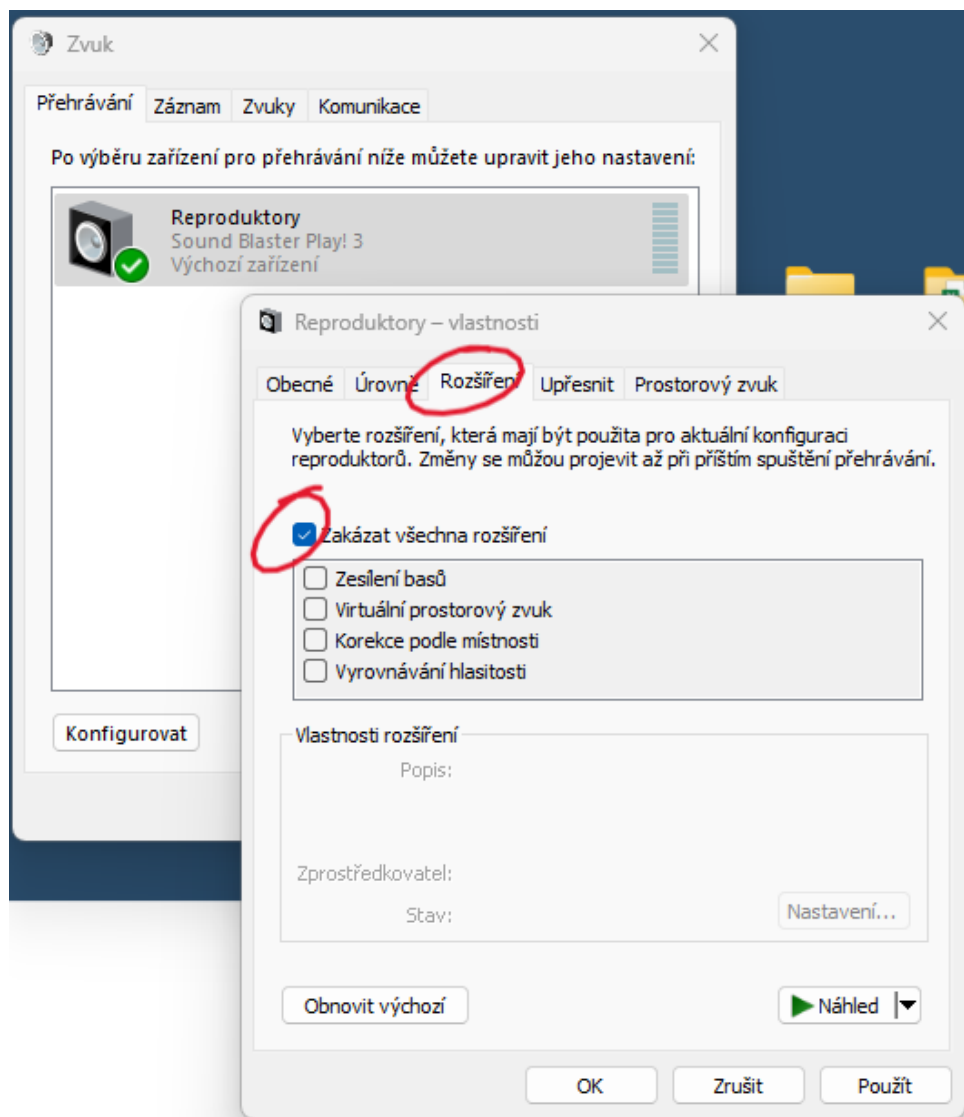 Zvuk
Přehrávání Záznam Zvuky Komunikace
Po výběru zařízení pro přehrávání níže můžete upravit jeho nastavení:
Reproduktory
Sound Blaster Play! 3
Výchozí zařízení
Konfigurovat
Reproduktory – vlastnosti
Obecné Úrovně Rozšíření Upřesnit Prostorový zvuk
Vyberte rozšíření, která mají být použita pro aktuální konfiguraci
reproduktorů. Změny se můžou projevit až při příštím spuštění přehrávání.
Zakázat všechna rozšíření
Zesílení basů
Virtuální prostorový zvuk
Korekce podle místnosti
Vyrovnávání hlasitosti
Vlastnosti rozšíření
Popis:
Zprostředkovatel:
Stav:
Nastavení...
Obnovit výchozí
Náhled
OK Zrušit Použít